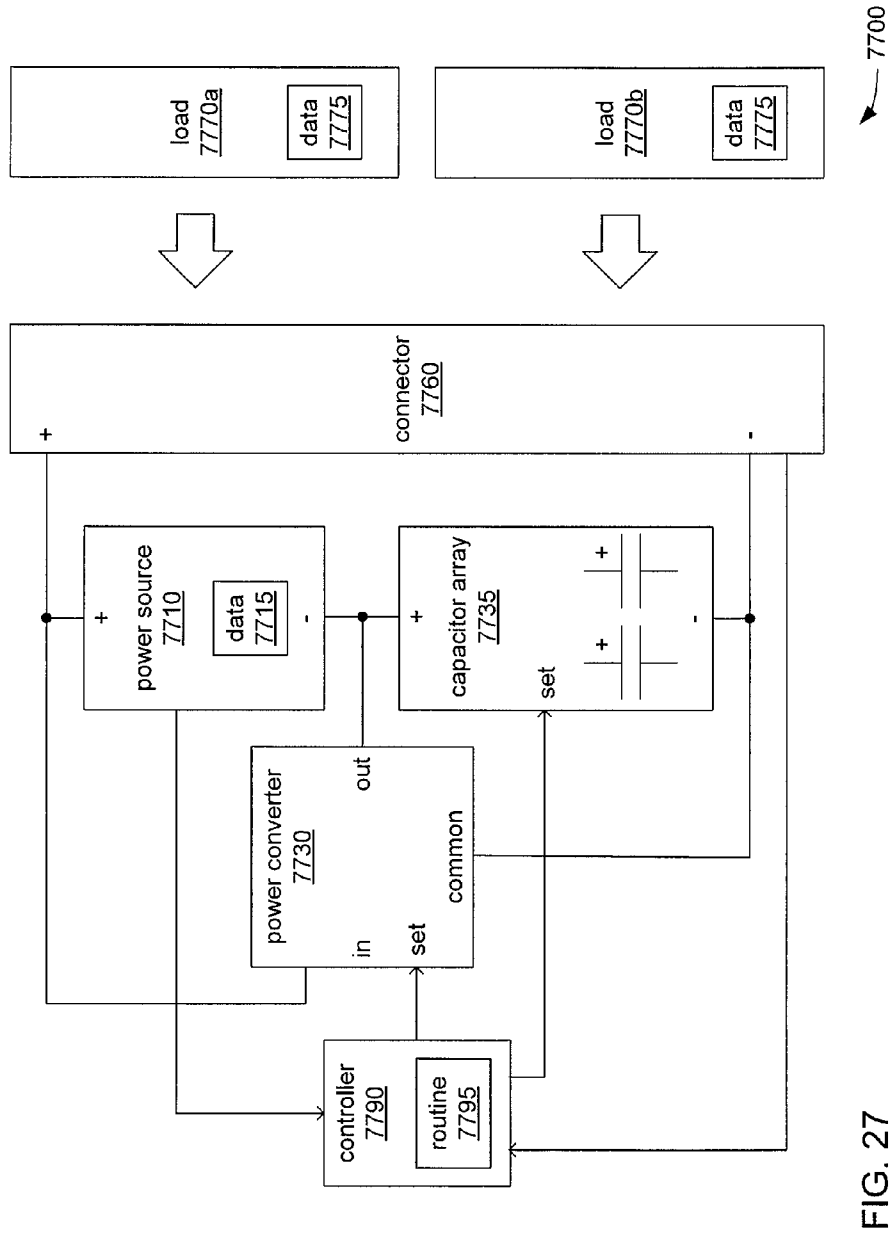 load
7770a
data
7775
load
7770b
data
7775
7700
connector
7760
+
-
power source
7710
data
7715
+
-
capacitor array
7735
+
-
set
+
+
power converter
7730
in
out
set
common
controller
7790
routine
7795
FIG. 27